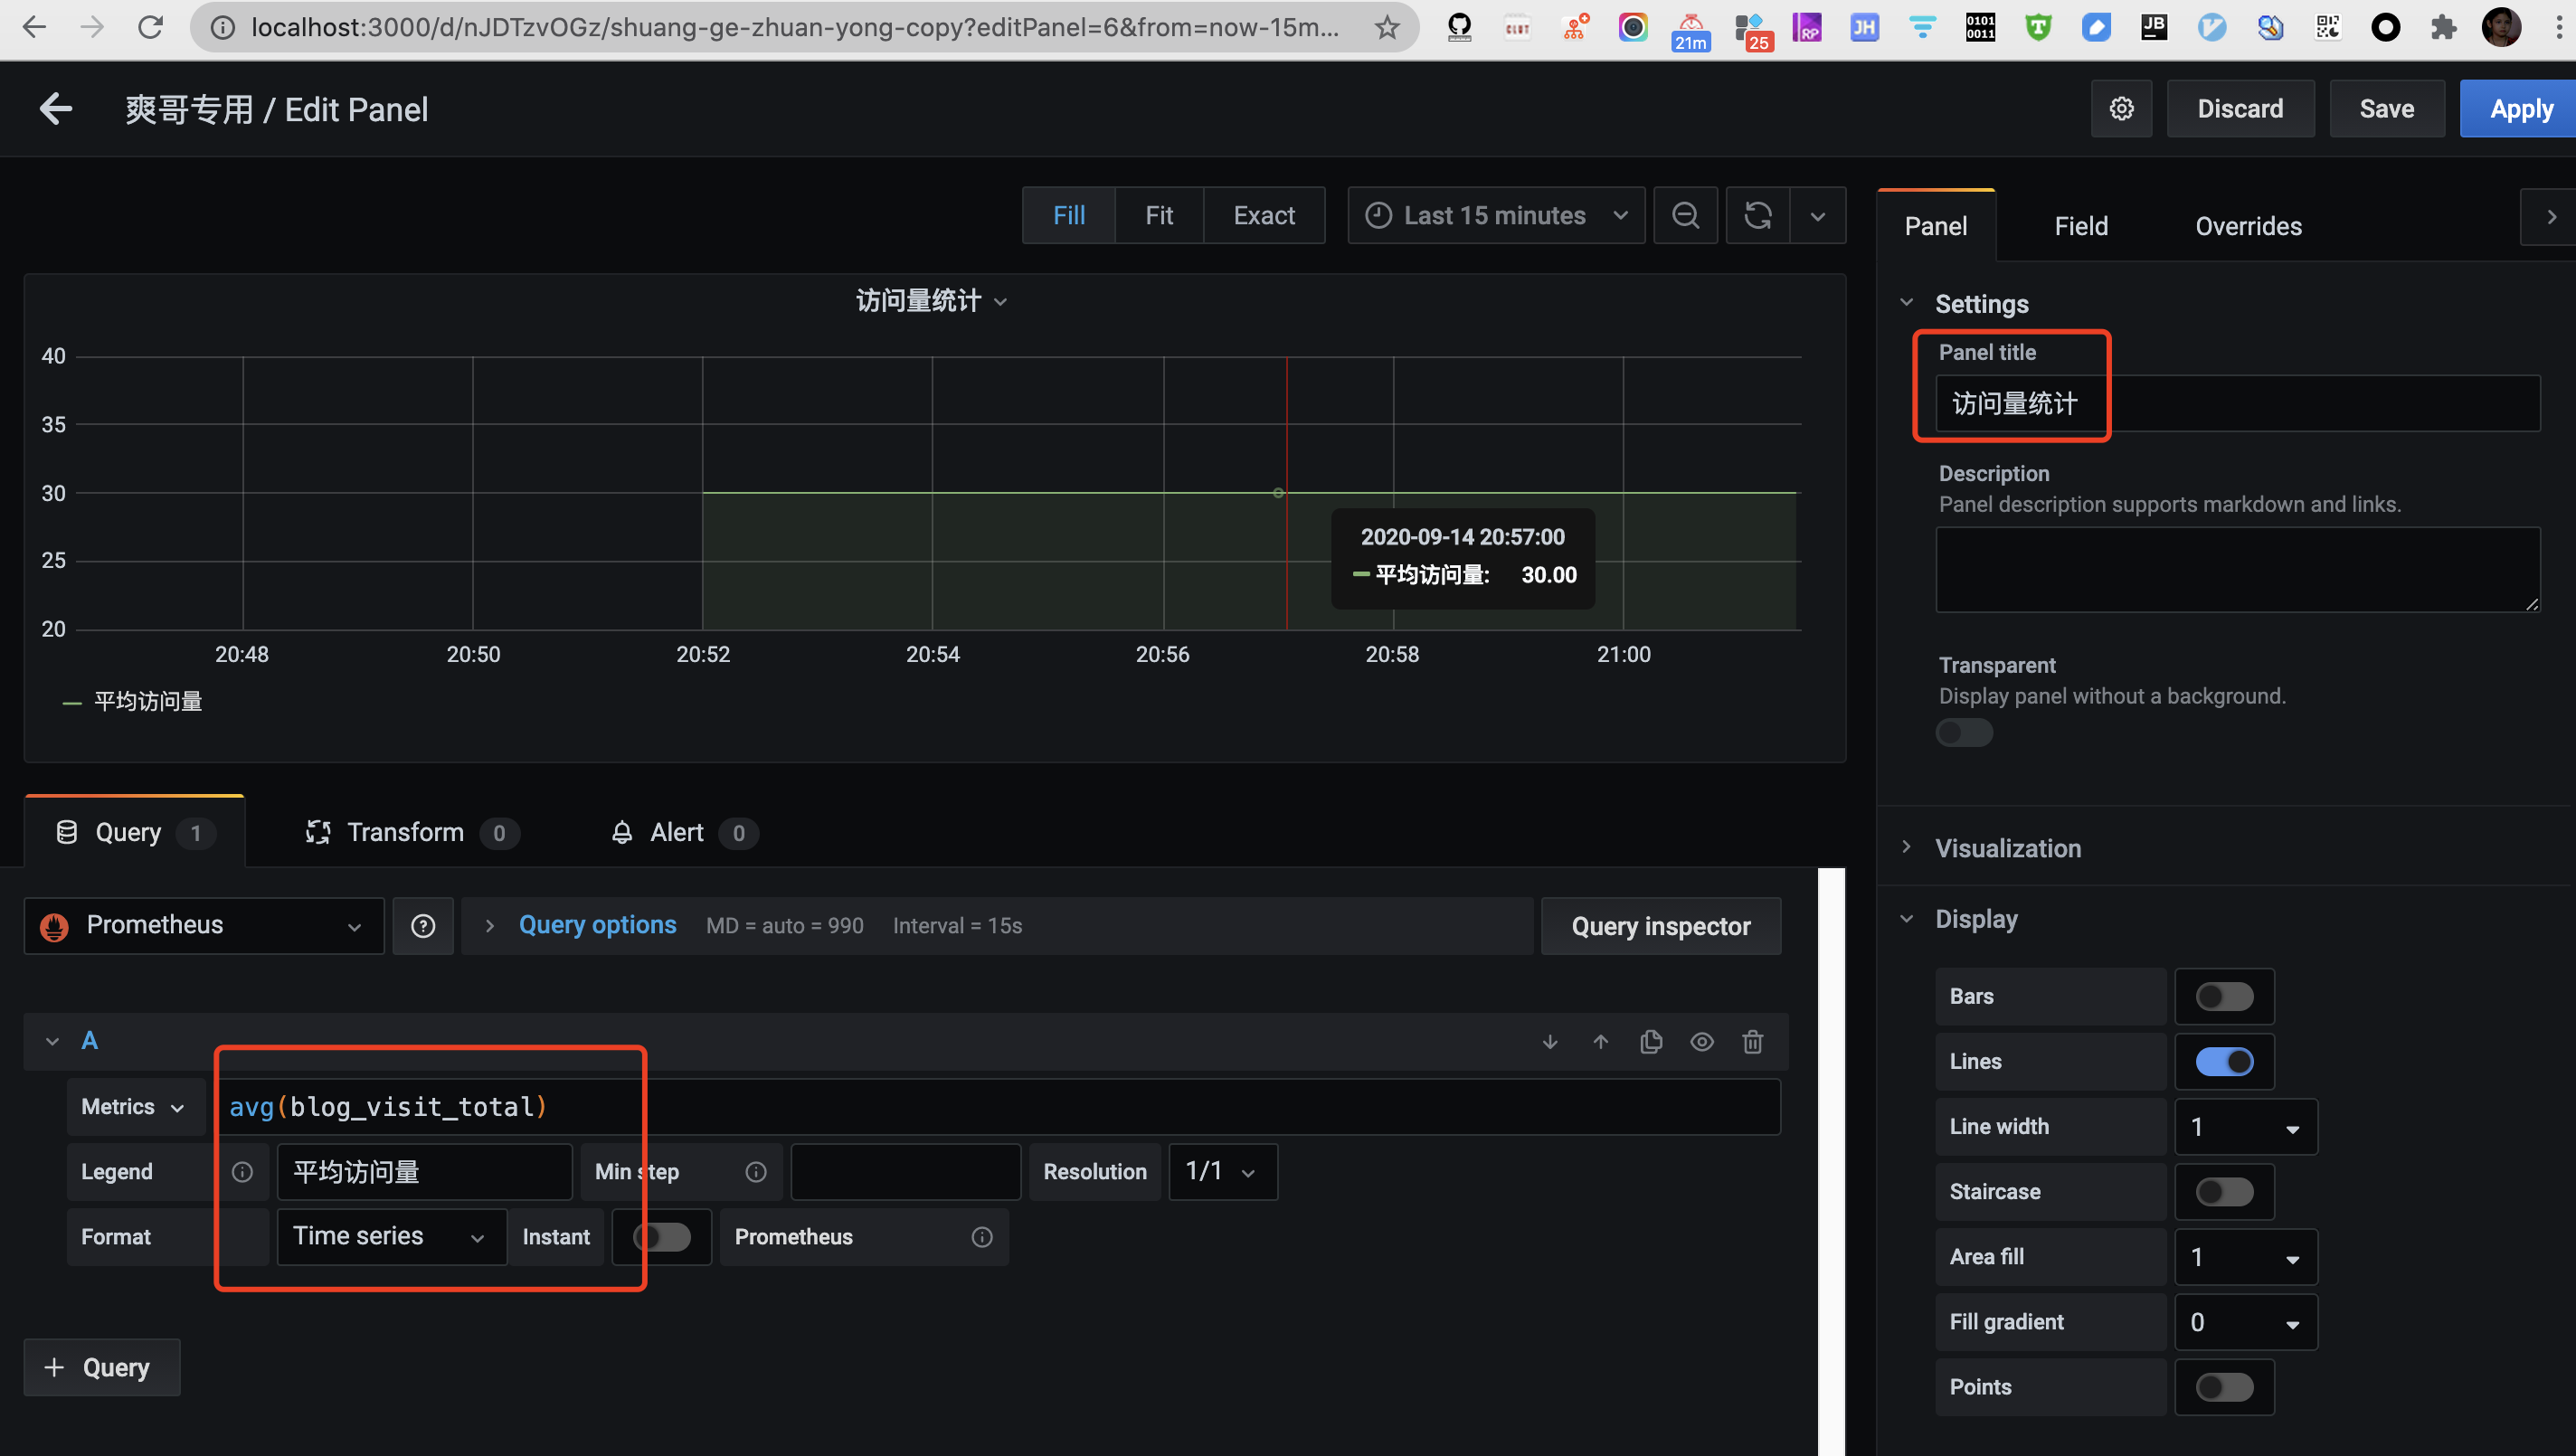 localhost:3000/d/nJDTzvOGz/shuang-ge-zhuan-yong-copy?editPanel=6&from=now-15m...
21m
25
RP
JH
0101
0011
T
JB
爽哥专用 / Edit Panel
Discard
Save
Apply
Fill
Fit
Exact
Last 15 minutes
Panel
Field
Overrides
访问量统计
40
35
30
25
20
20:48
20:50
20:52
20:54
20:56
20:58
21:00
2020-09-14 20:57:00
平均访问量: 30.00
平均访问量
Settings
Panel title
访问量统计
Description
Panel description supports markdown and links.
Transparent
Display panel without a background.
Visualization
Display
Bars
Lines
Line width 1
Staircase
Area fill 1
Fill gradient 0
Points
Query 1
Transform 0
Alert 0
Prometheus
Query options MD = auto = 990 Interval = 15s
Query inspector
A
Metrics avg(blog_visit_total)
Legend 平均访问量 Min step Resolution 1/1
Format Time series Instant Prometheus
+ Query